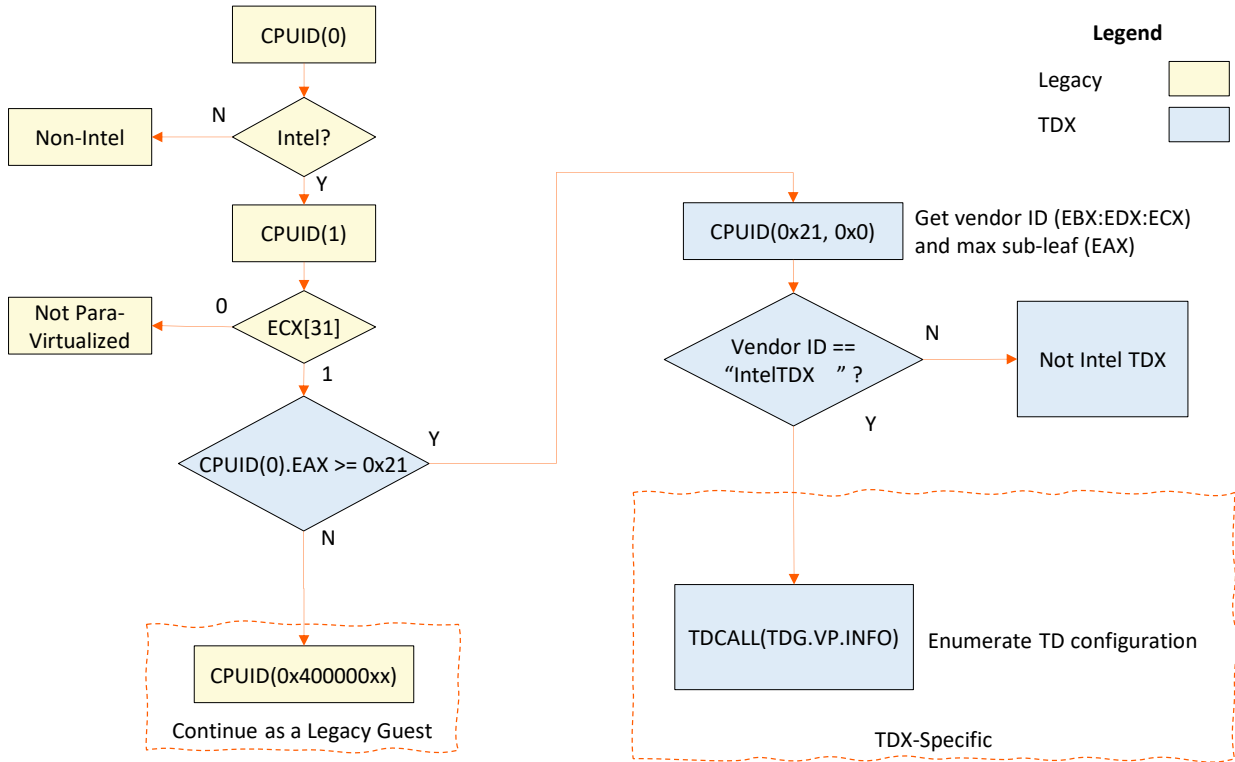 CPUID(0)
Legend
Legacy
TDX
N
Non-Intel
Intel?
Y
CPUID(1)
CPUID(0x21, 0x0)
Get vendor ID (EBX:EDX:ECX)
and max sub-leaf (EAX)
0
Not Para-
Virtualized
ECX[31]
1
Vendor ID ==
“IntelTDX    ” ?
N
Not Intel TDX
Y
CPUID(0).EAX >= 0x21
Y
N
TDCALL(TDG.VP.INFO)
Enumerate TD configuration
CPUID(0x400000xx)
Continue as a Legacy Guest
TDX-Specific